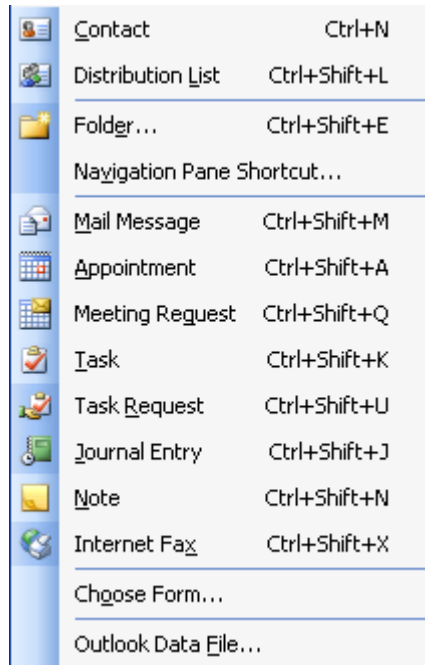 Contact Ctrl+N
Distribution List Ctrl+Shift+L
Folder... Ctrl+Shift+E
Navigation Pane Shortcut...
Mail Message Ctrl+Shift+M
Appointment Ctrl+Shift+A
Meeting Request Ctrl+Shift+Q
Task Ctrl+Shift+K
Task Request Ctrl+Shift+U
Journal Entry Ctrl+Shift+J
Note Ctrl+Shift+N
Internet Fax Ctrl+Shift+X
Choose Form...
Outlook Data File...